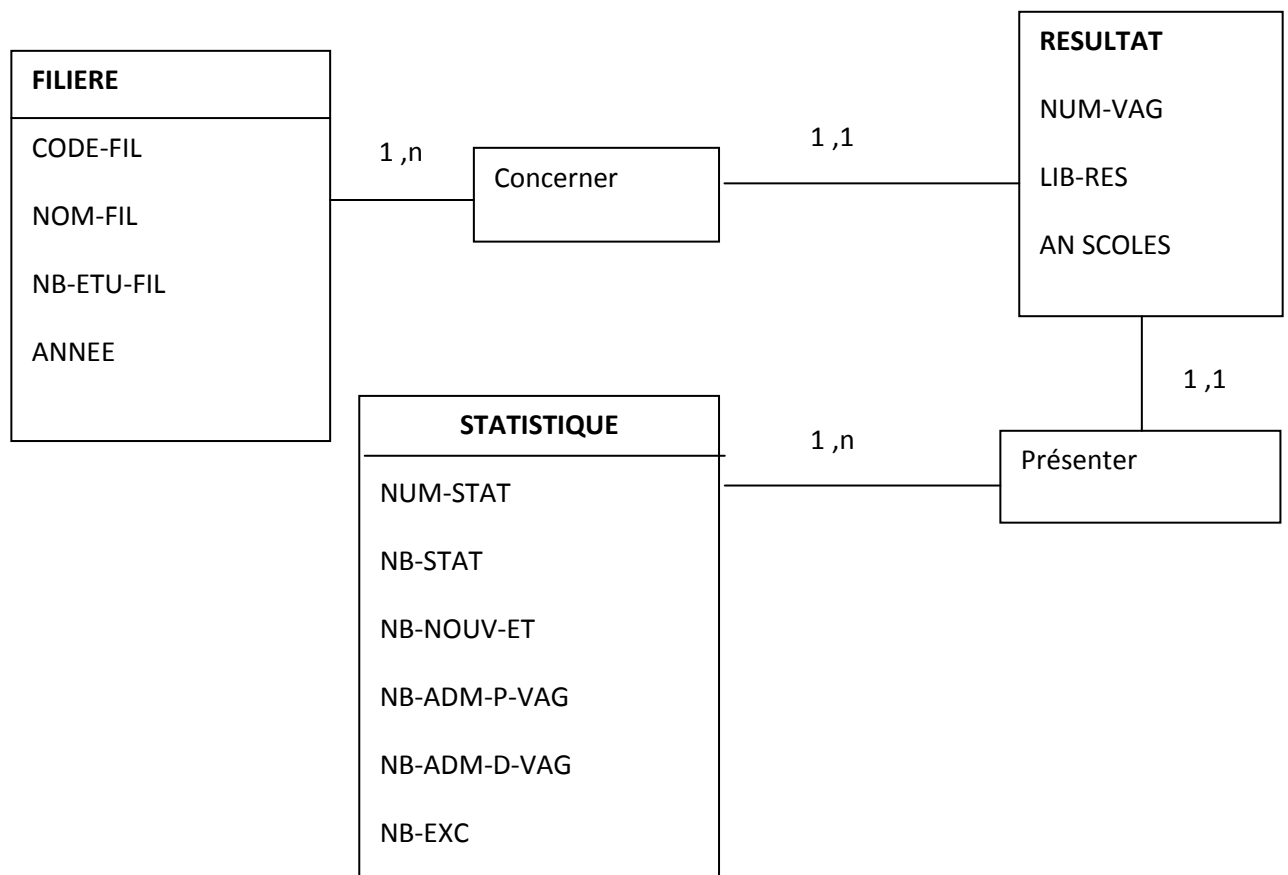 FILIERE
CODE-FIL
NOM-FIL
NB-ETU-FIL
ANNEE
1 ,n
Concerner
1 ,1
RESULTAT
NUM-VAG
LIB-RES
AN SCOLES
1 ,1
Présenter
1 ,n
STATISTIQUE
NUM-STAT
NB-STAT
NB-NOUV-ET
NB-ADM-P-VAG
NB-ADM-D-VAG
NB-EXC